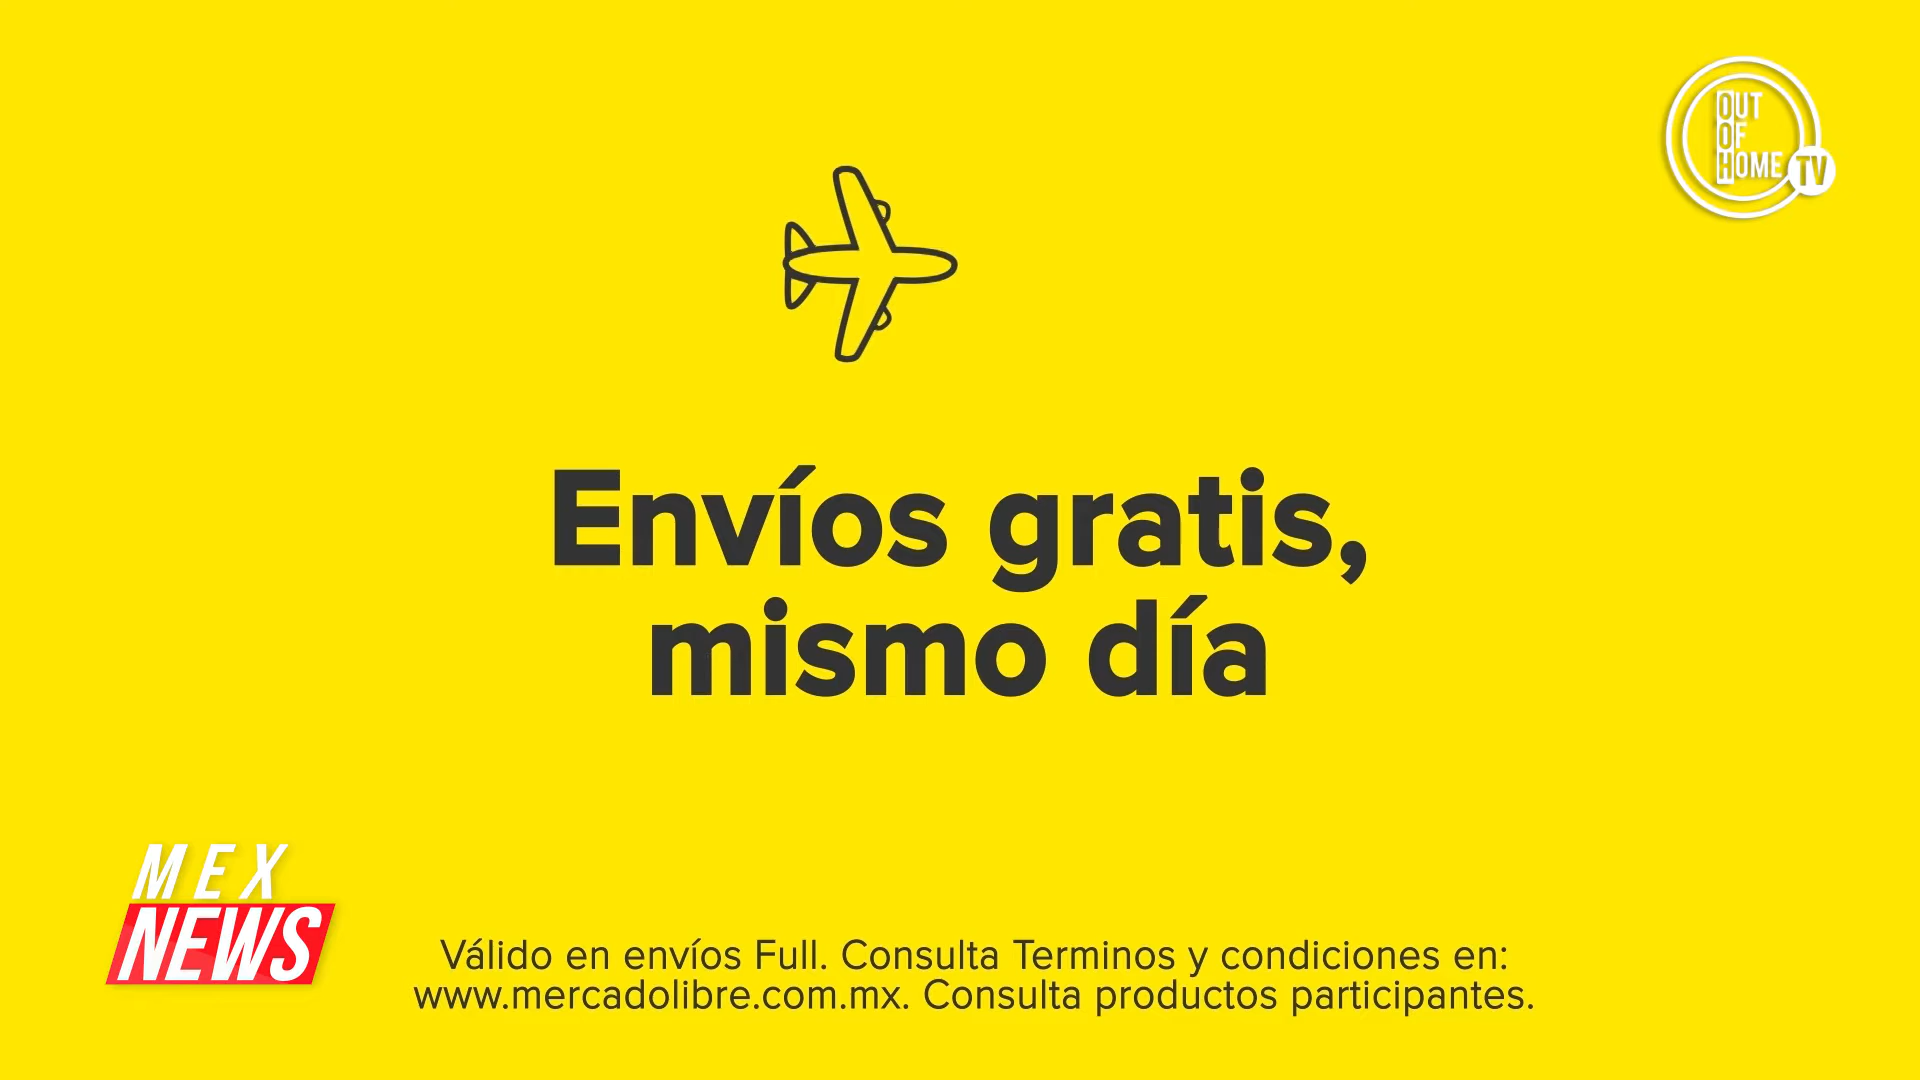 OUT
OF
HOME TV
Envíos gratis,
mismo día
MEX
NEWS
Válido en envíos Full. Consulta Terminos y condiciones en:
www.mercadolibre.com.mx. Consulta productos participantes.